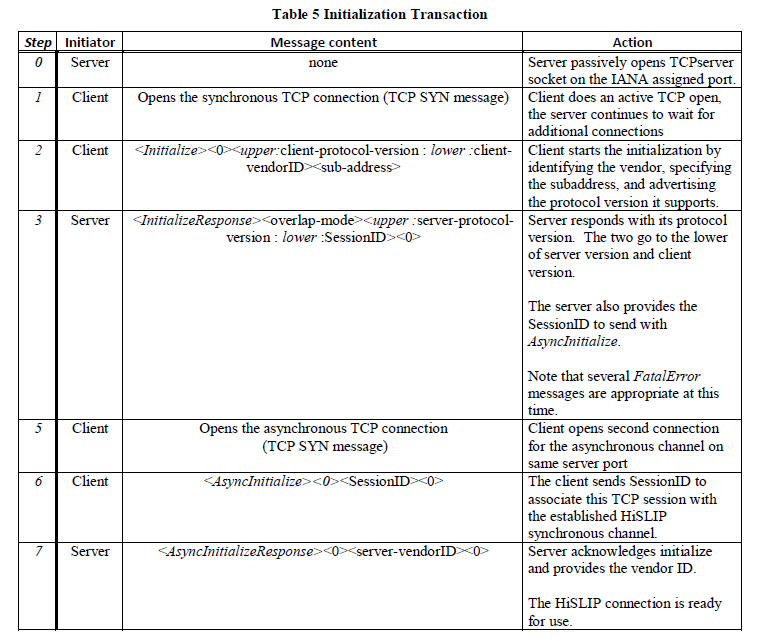 Table 5 Initialization Transaction
Step Initiator Message content Action
0 Server none Server passively opens TCPserver
socket on the IANA assigned port.
1 Client Opens the synchronous TCP connection (TCP SYN message) Client does an active TCP open,
the server continues to wait for
additional connections
2 Client <Initialize><0><upper:client-protocol-version : lower :client-
vendorID><sub-address>
Client starts the initialization by
identifying the vendor, specifying
the subaddress, and advertising
the protocol version it supports.
3 Server <InitializeResponse><overlap-mode><upper :server-protocol-
version : lower :SessionID><0>
Server responds with its protocol
version. The two go to the lower
of server version and client
version.
The server also provides the
SessionID to send with
AsyncInitialize.
Note that several FatalError
messages are appropriate at this
time.
5 Client Opens the asynchronous TCP connection
(TCP SYN message)
Client opens second connection
for the asynchronous channel on
same server port
6 Client <AsyncInitialize><0><SessionID><0>
The client sends SessionID to
associate this TCP session with
the established HiSLIP
synchronous channel.
7 Server <AsyncInitializeResponse><0><server-vendorID><0>
Server acknowledges initialize
and provides the vendor ID.
The HiSLIP connection is ready
for use.